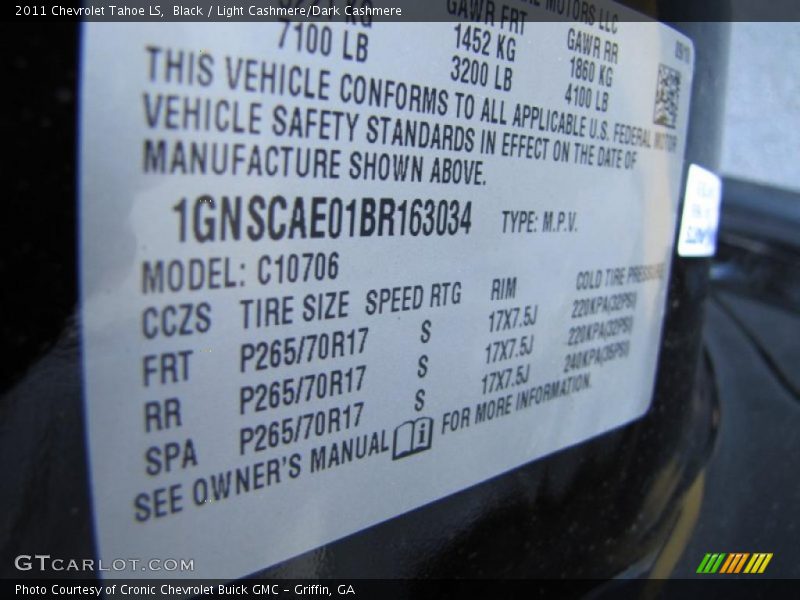 2011 Chevrolet Tahoe LS,  Black / Light Cashmere/Dark Cashmere
MOTORS LLC
GAWR FRT GAWR RR
7100 LB 1452 KG 1860 KG
3200 LB 4100 LB
THIS VEHICLE CONFORMS TO ALL APPLICABLE U.S. FEDERAL MOTOR
VEHICLE SAFETY STANDARDS IN EFFECT ON THE DATE OF
MANUFACTURE SHOWN ABOVE.
1GNSCAE01BR163034 TYPE: M.P.V.
MODEL: C10706
CCZS TIRE SIZE SPEED RTG RIM COLD TIRE PRESSURE
FRT P265/70R17 S 17X7.5J 220KPA(32PSI)
RR P265/70R17 S 17X7.5J 220KPA(32PSI)
SPA P265/70R17 S 17X7.5J 240KPA(35PSI)
SEE OWNER'S MANUAL FOR MORE INFORMATION.
GTCARLOT.COM
Photo Courtesy of Cronic Chevrolet Buick GMC – Griffin, GA